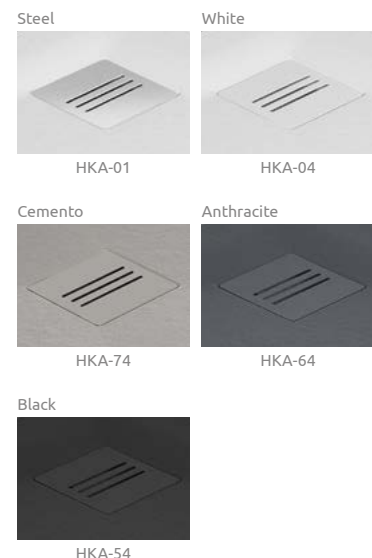 Steel
White
HKA-01
HKA-04
Cemento
Anthracite
HKA-74
HKA-64
Black
HKA-54